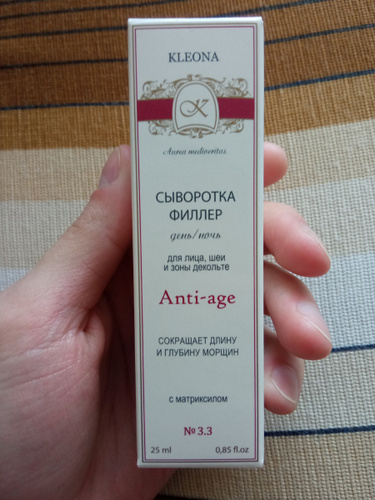 KLEONA
K
Aurea mediocritas
СЫВОРОТКА
ФИЛЛЕР
день/ночь
для лица, шеи
и зоны декольте
Anti-age
СОКРАЩАЕТ ДЛИНУ
И ГЛУБИНУ МОРЩИН
с матриксилом
№ 3.3
25 ml 0,85 fl.oz